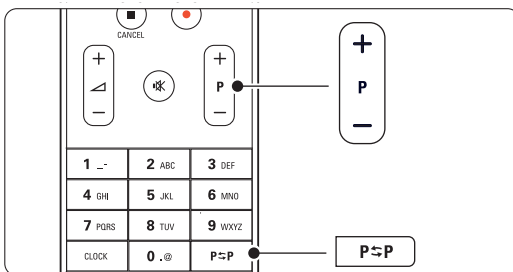 CANCEL
+ + +
P P
− − −
1 _- 2 ABC 3 DEF
4 GHI 5 JKL 6 MNO
7 PQRS 8 TUV 9 WXYZ
CLOCK 0 .@ P⇆P P⇆P